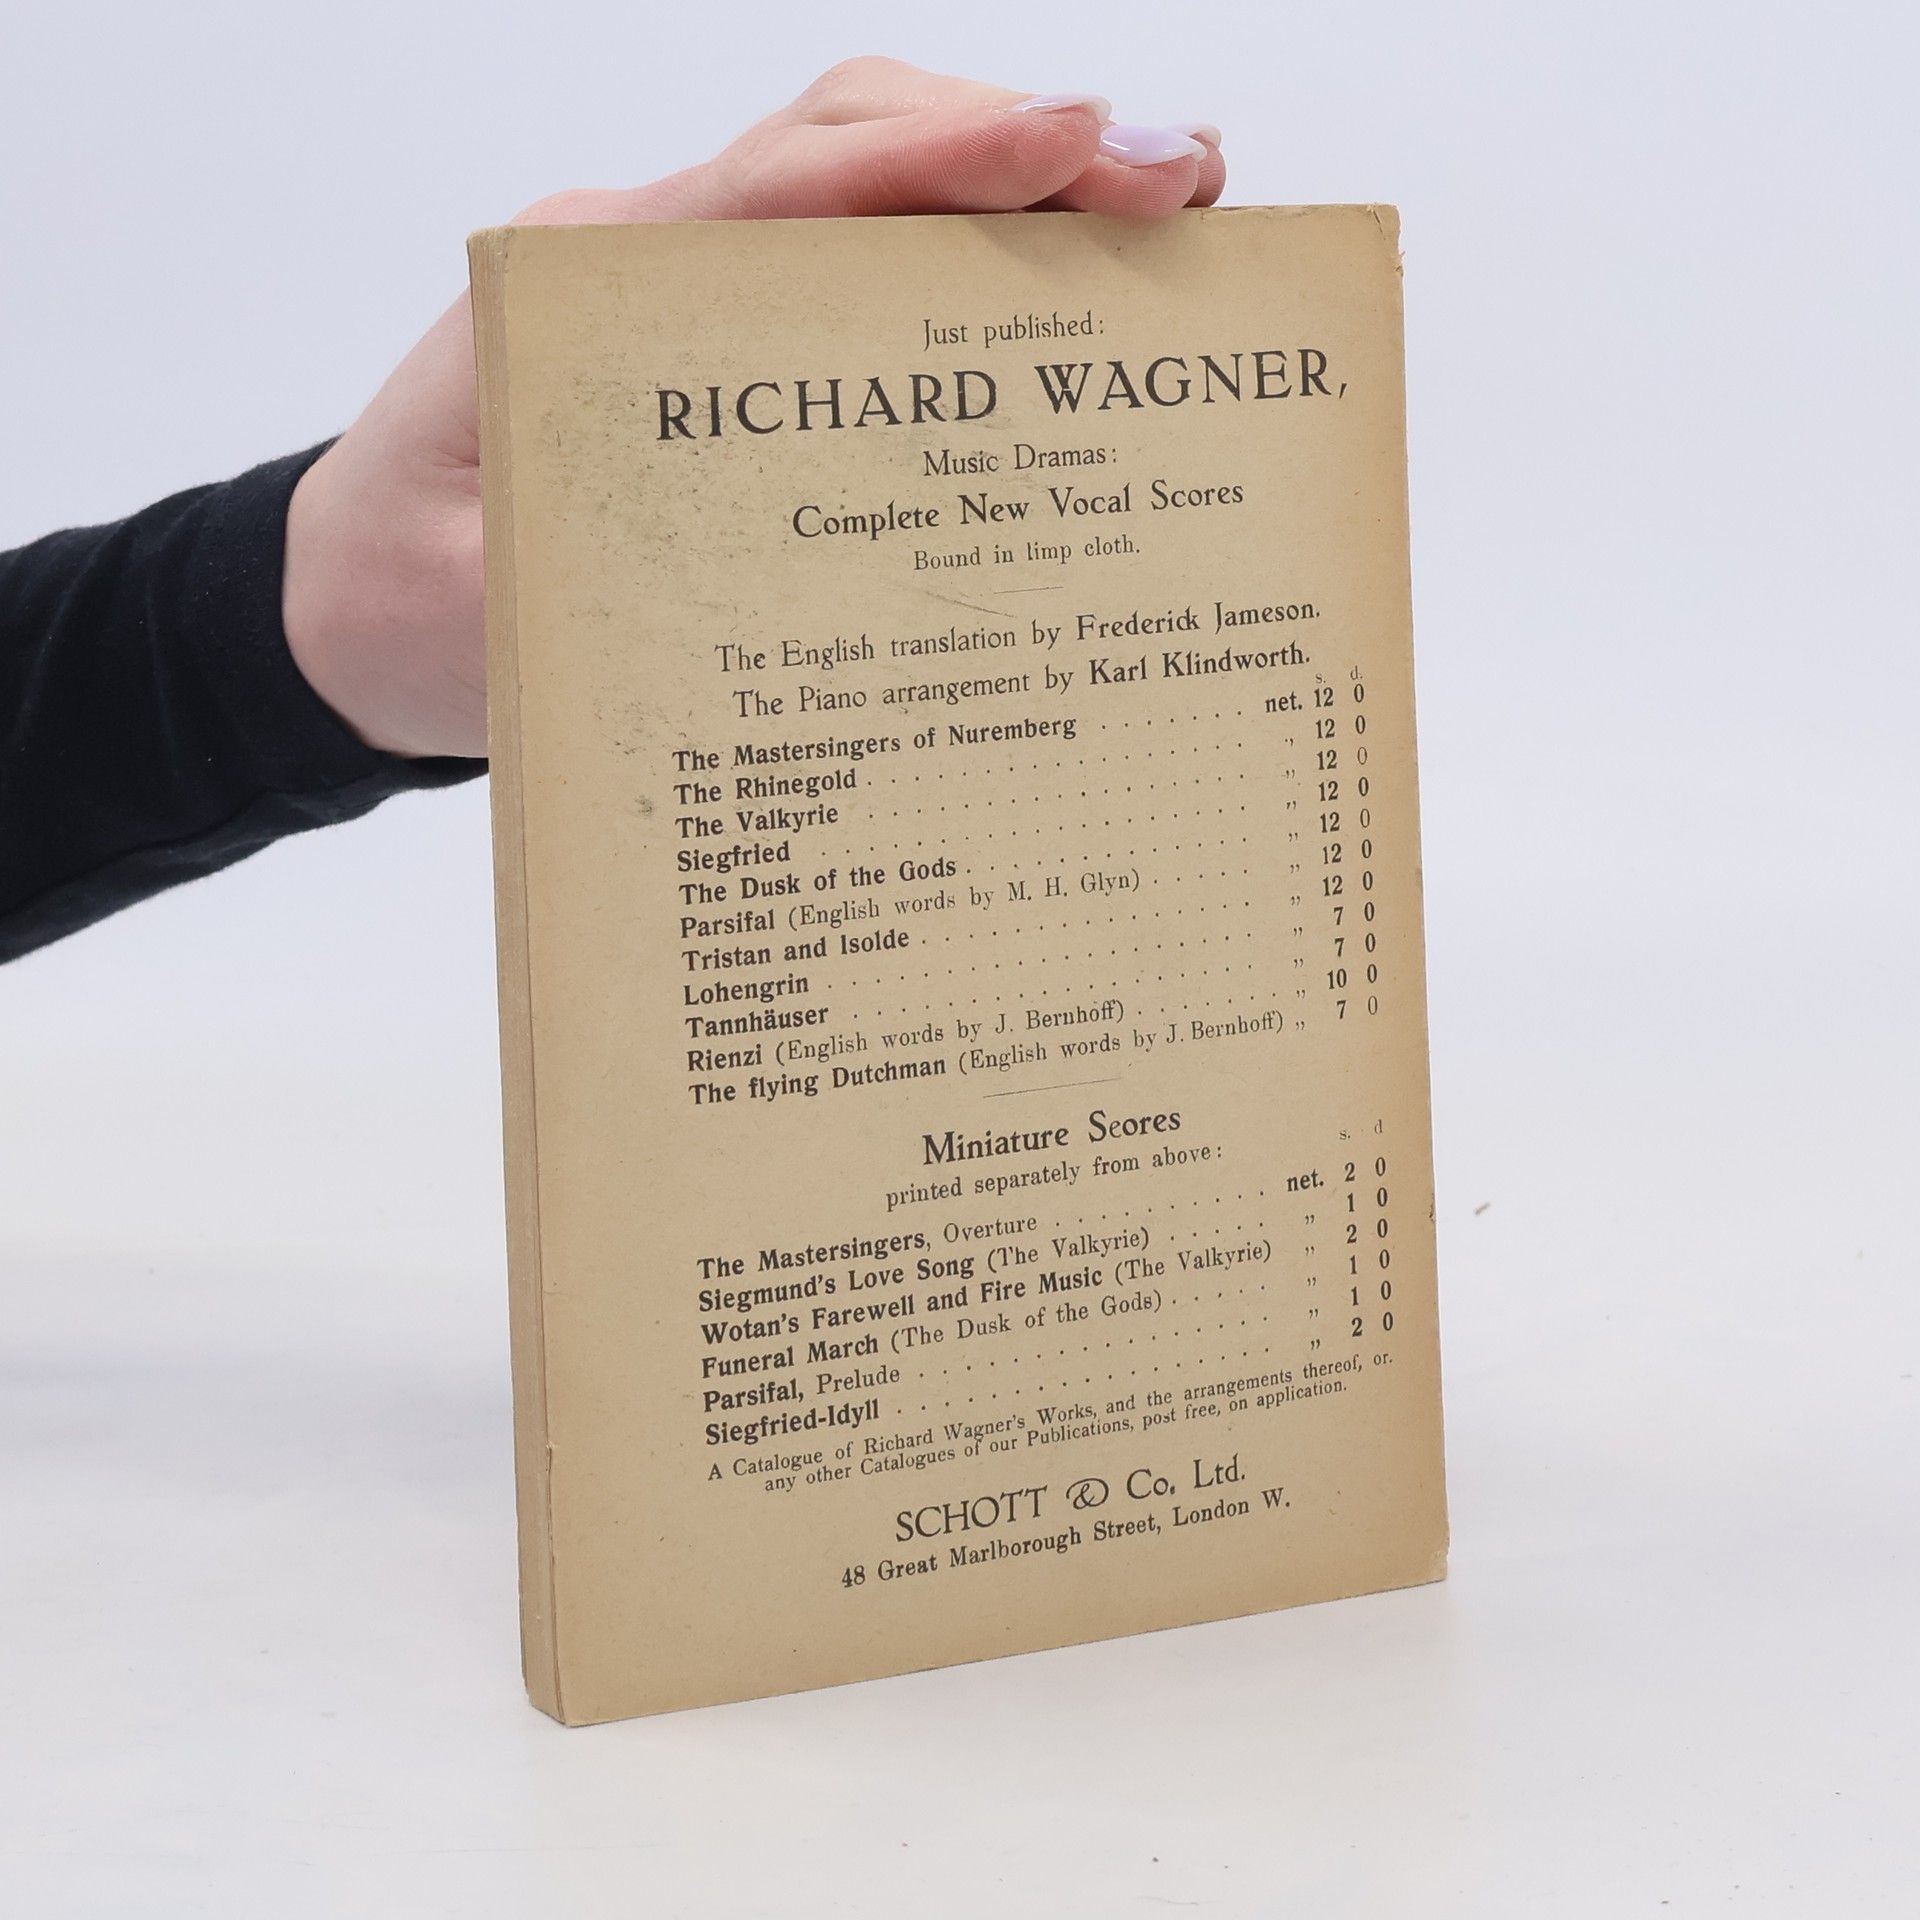 Just published:
RICHARD WAGNER,
Music Dramas:
Complete New Vocal Scores
Bound in limp cloth.
The English translation by Frederick Jameson.
The Piano arrangement by Karl Klindworth.
s. d.
The Mastersingers of Nuremberg . . . . . . . net. 12 0
The Rhinegold . . . . . . . . . . . . . . „ 12 0
The Valkyrie . . . . . . . . . . . . . . „ 12 0
Siegfried . . . . . . . . . . . . . . . „ 12 0
The Dusk of the Gods . . . . . . . . . . . „ 12 0
Parsifal (English words by M. H. Glyn) . . . . . „ 12 0
Tristan and Isolde . . . . . . . . . . . . „ 12 0
Lohengrin . . . . . . . . . . . . . . . „ 7 0
Tannhäuser . . . . . . . . . . . . . . „ 7 0
Rienzi (English words by J. Bernhoff) . . . . . . „ 10 0
The flying Dutchman (English words by J. Bernhoff) „ 7 0
Miniature Scores
printed separately from above:
s. d
The Mastersingers, Overture . . . . . . . . . net. 2 0
Siegmund's Love Song (The Valkyrie) . . . . . „ 1 0
Wotan's Farewell and Fire Music (The Valkyrie) „ 2 0
Funeral March (The Dusk of the Gods) . . . . . „ 1 0
Parsifal, Prelude . . . . . . . . . . . . . „ 1 0
Siegfried-Idyll . . . . . . . . . . . . . . „ 2 0
A Catalogue of Richard Wagner's Works, and the arrangements thereof, or.
any other Catalogues of our Publications, post free, on application.
SCHOTT & Co. Ltd.
48 Great Marlborough Street, London W.